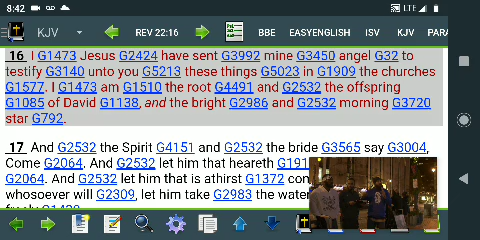 8:42 LTE
KJV REV 22:16 BBE EASYENGLISH ISV KJV PARA
16 I G1473 Jesus G2424 have sent G3992 mine G3450 angel G32 to
testify G3140 unto you G5213 these things G5023 in G1909 the churches
G1577. I G1473 am G1510 the root G4491 and G2532 the offspring
G1085 of David G1138, and the bright G2986 and G2532 morning G3720
star G792.
17 And G2532 the Spirit G4151 and G2532 the bride G3565 say G3004,
Come G2064. And G2532 let him that heareth G191
G2064. And G2532 let him that is athirst G1372 com
whosoever will G2309, let him take G2983 the water